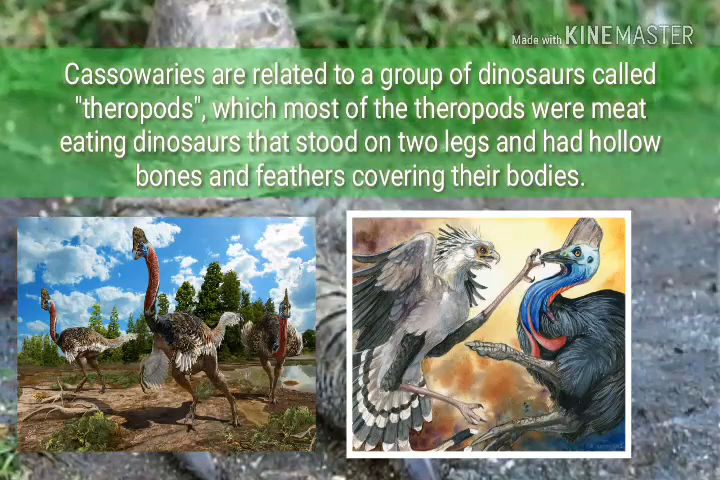 Made with KINEMASTER
Cassowaries are related to a group of dinosaurs called
"theropods", which most of the theropods were meat
eating dinosaurs that stood on two legs and had hollow
bones and feathers covering their bodies.